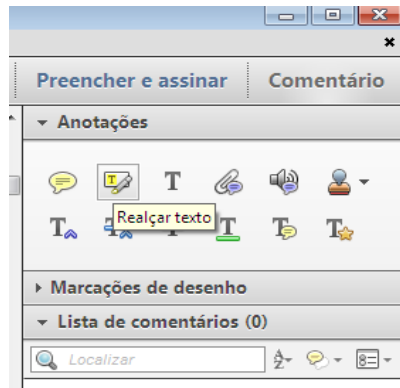 Preencher e assinar Comentário
Anotações
Realçar texto
Marcações de desenho
Lista de comentários (0)
Localizar